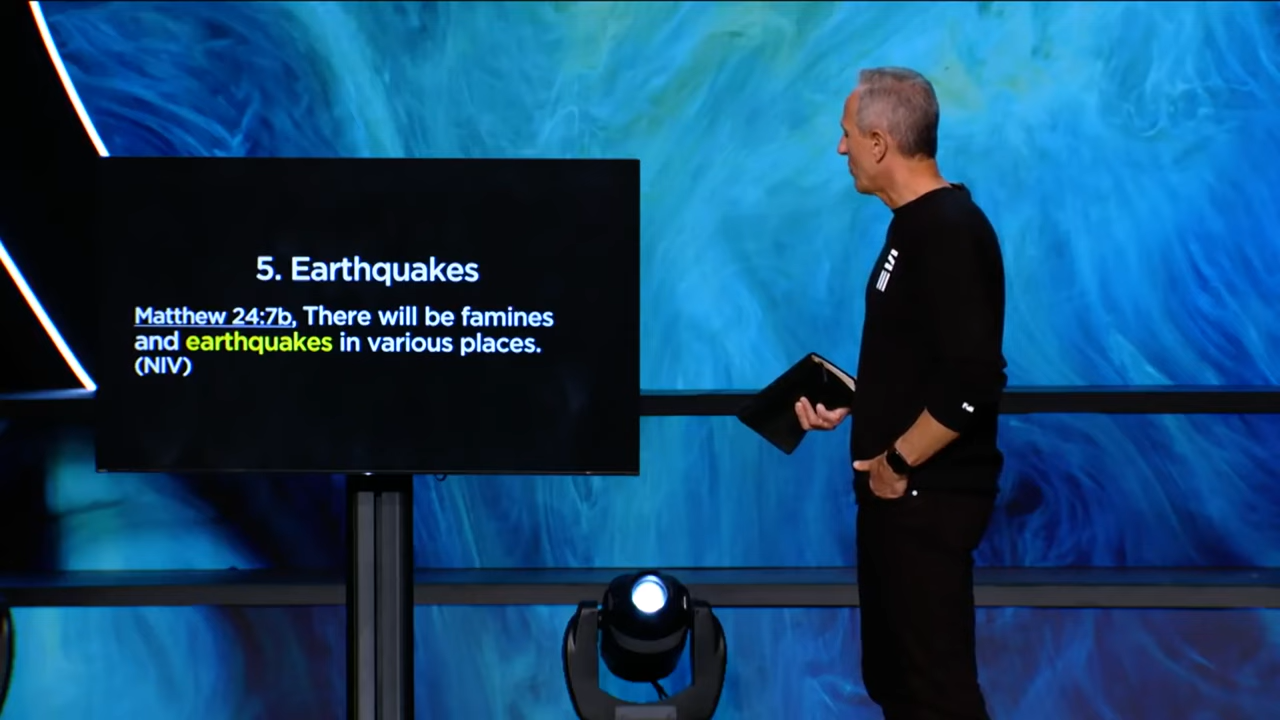 5. Earthquakes
Matthew 24:7b, There will be famines
and earthquakes in various places.
(NIV)